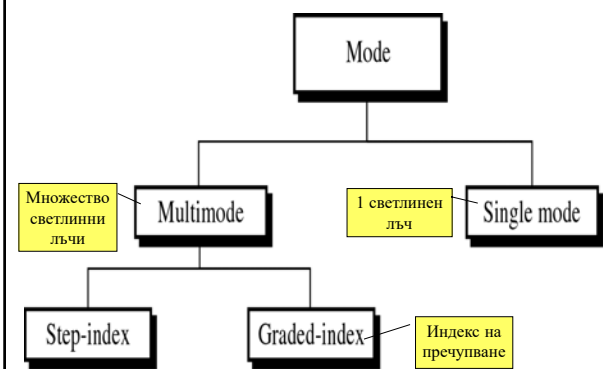 Mode
Множество
светлинни
лъчи
Multimode
1 светлинен
лъч
Single mode
Step-index
Graded-index
Индекс на
пречупване